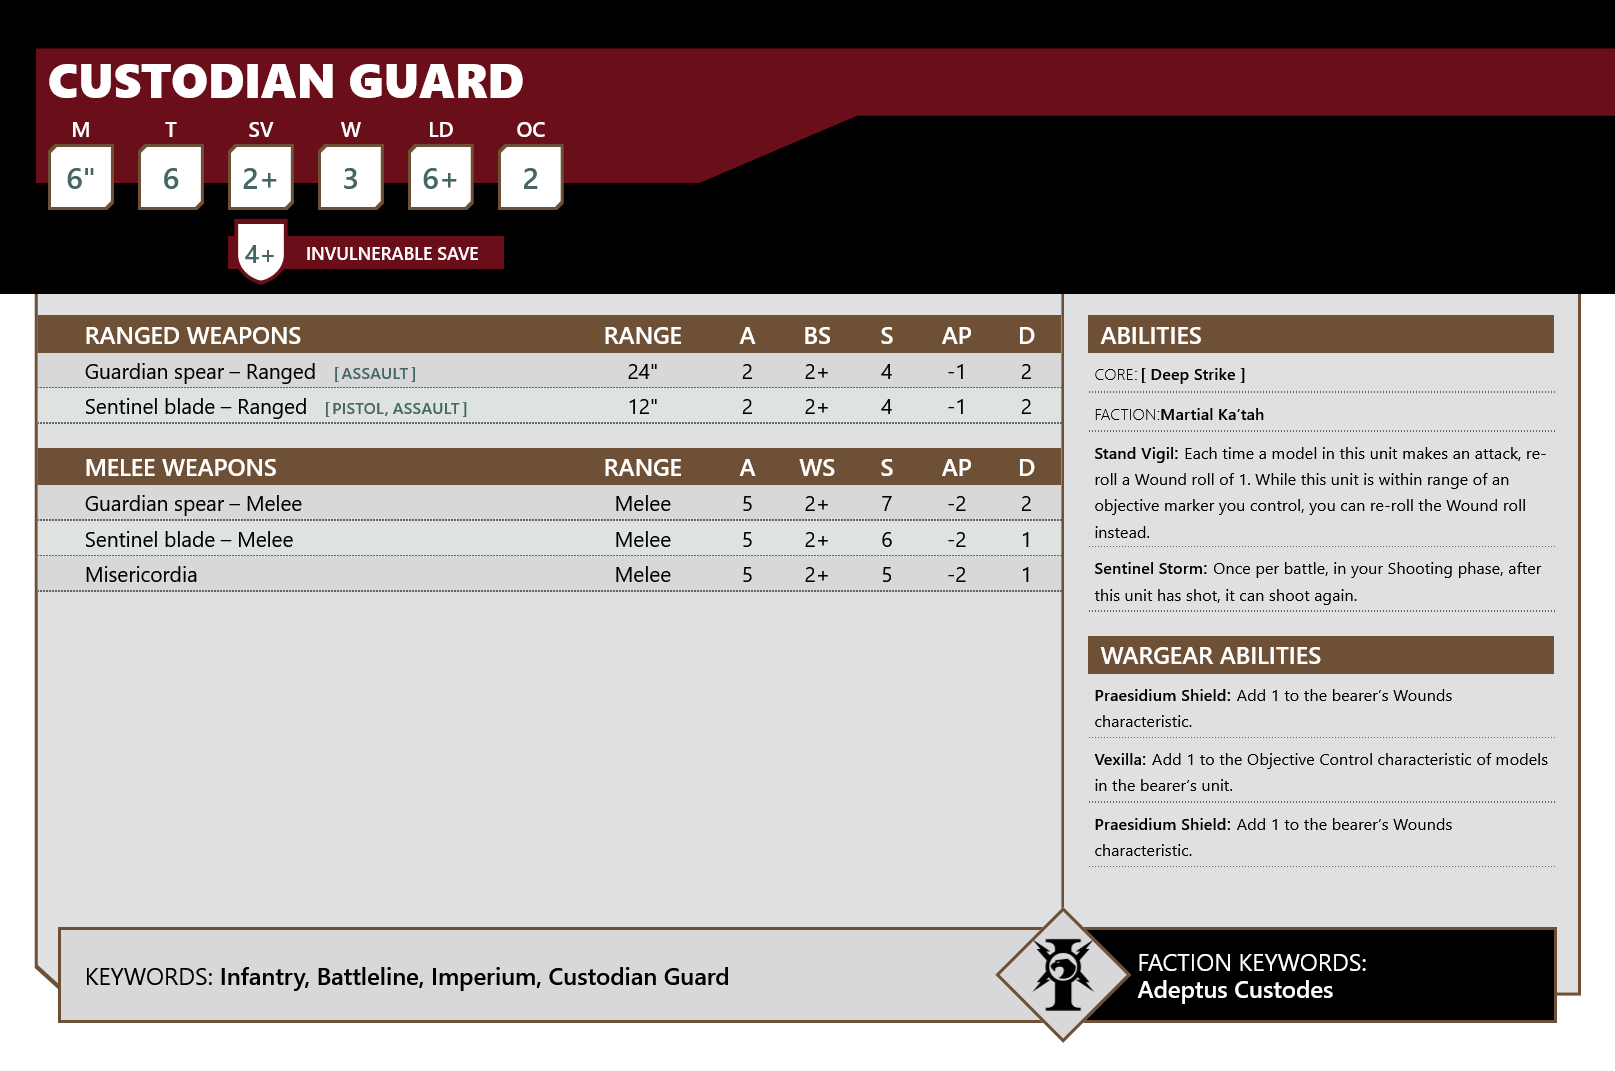 CUSTODIAN GUARD
M T SV W LD OC
6" 6 2+ 3 6+ 2
4+ INVULNERABLE SAVE
RANGED WEAPONS RANGE A BS S AP D
Guardian spear – Ranged [ASSAULT] 24" 2 2+ 4 -1 2
Sentinel blade – Ranged [PISTOL, ASSAULT] 12" 2 2+ 4 -1 2
MELEE WEAPONS RANGE A WS S AP D
Guardian spear – Melee Melee 5 2+ 7 -2 2
Sentinel blade – Melee Melee 5 2+ 6 -2 1
Misericordia Melee 5 2+ 5 -2 1
ABILITIES
CORE: [ Deep Strike ]
FACTION:Martial Ka’tah
Stand Vigil: Each time a model in this unit makes an attack, re-
roll a Wound roll of 1. While this unit is within range of an
objective marker you control, you can re-roll the Wound roll
instead.
Sentinel Storm: Once per battle, in your Shooting phase, after
this unit has shot, it can shoot again.
WARGEAR ABILITIES
Praesidium Shield: Add 1 to the bearer’s Wounds
characteristic.
Vexilla: Add 1 to the Objective Control characteristic of models
in the bearer’s unit.
Praesidium Shield: Add 1 to the bearer’s Wounds
characteristic.
KEYWORDS: Infantry, Battleline, Imperium, Custodian Guard
FACTION KEYWORDS:
Adeptus Custodes